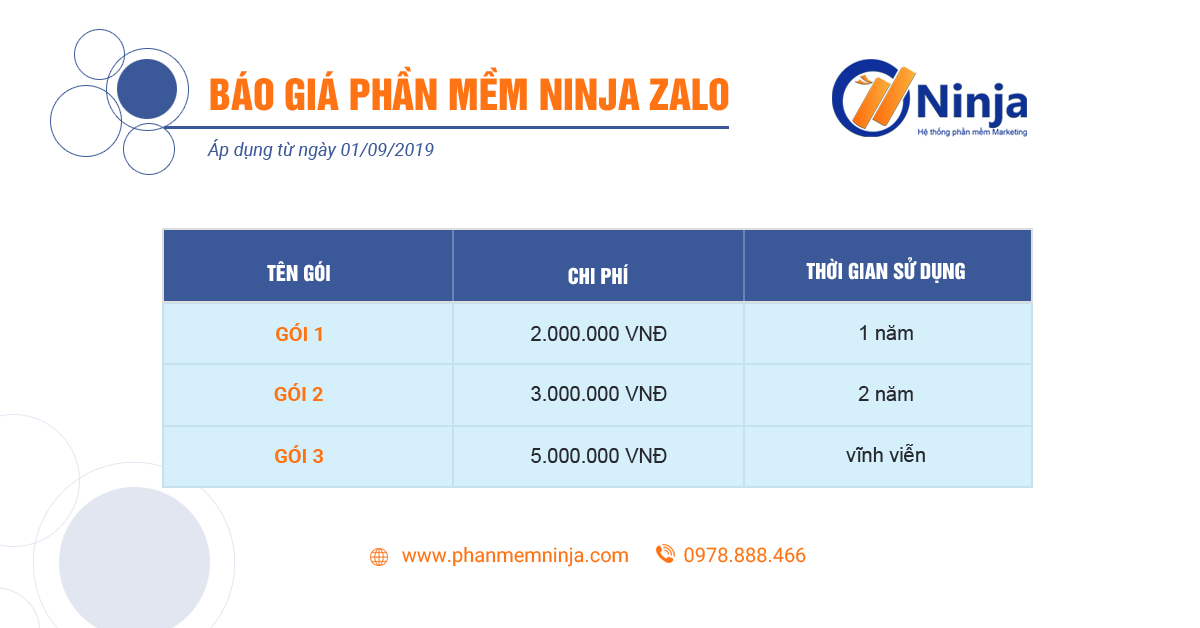 BÁO GIÁ PHẦN MỀM NINJA ZALO
Áp dụng từ ngày 01/09/2019
Ninja
Hệ thống phần mềm Marketing
TÊN GÓI CHI PHÍ THỜI GIAN SỬ DỤNG
GÓI 1 2.000.000 VNĐ 1 năm
GÓI 2 3.000.000 VNĐ 2 năm
GÓI 3 5.000.000 VNĐ vĩnh viễn
www.phanmemninja.com 0978.888.466